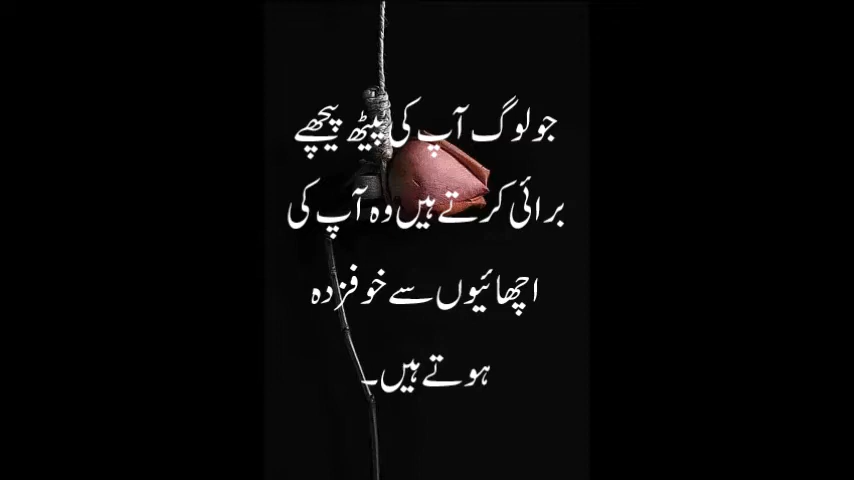 جو لوگ آپ کی پیٹھ پیچھے
برائی کرتے ہیں وہ آپ کی
اچھائیوں سے خوفزدہ
ہوتے ہیں۔